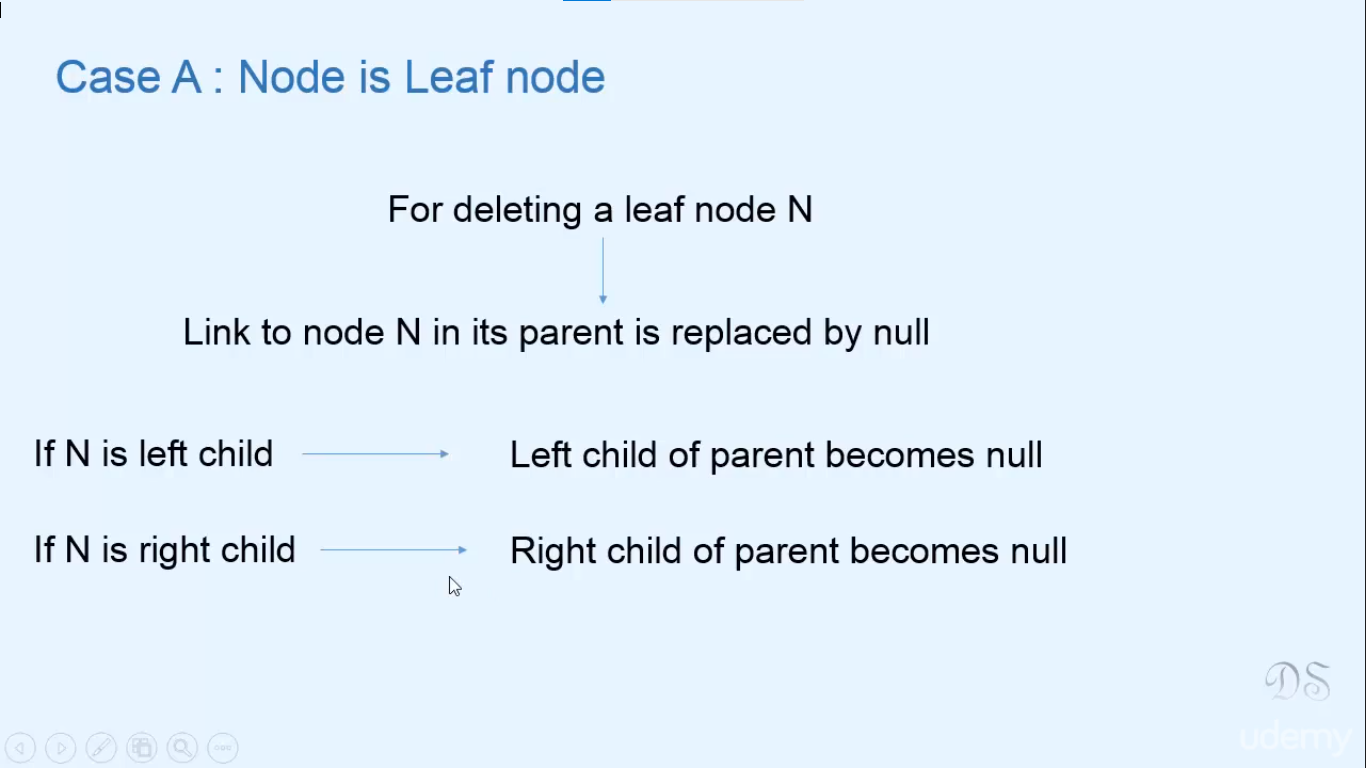 Case A : Node is Leaf node
For deleting a leaf node N
Link to node N in its parent is replaced by null
If N is left child
Left child of parent becomes null
If N is right child
Right child of parent becomes null
DS
udemy